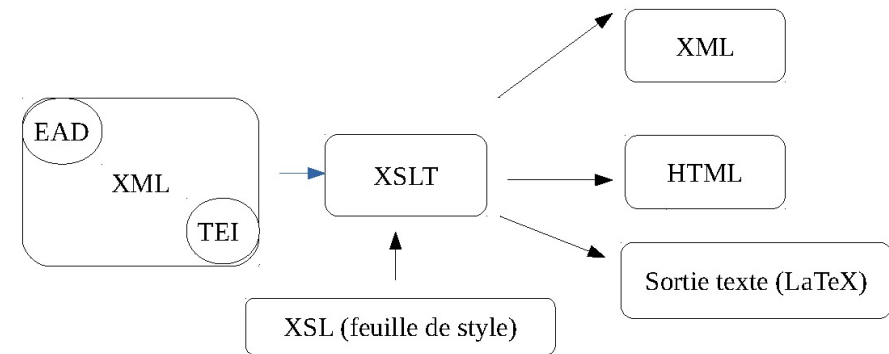 EAD
XML
TEI
XSLT
XSL (feuille de style)
XML
HTML
Sortie texte (LaTeX)